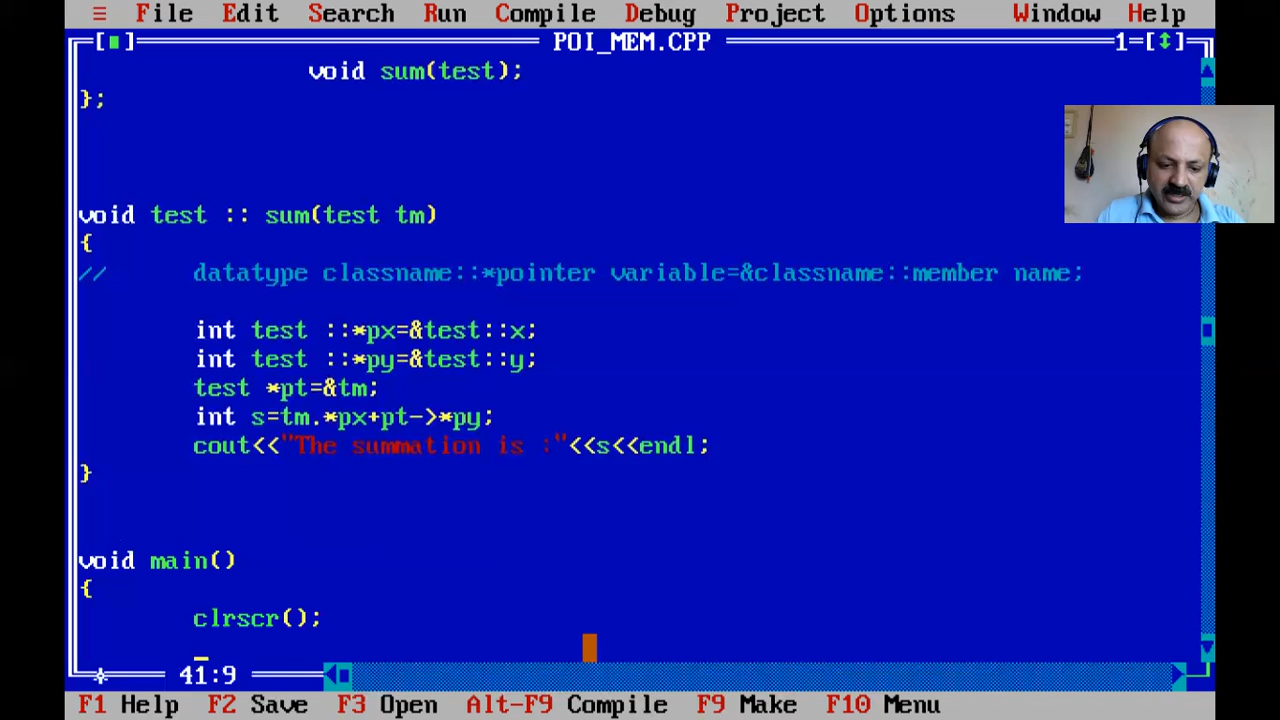 ≡ File Edit Search Run Compile Debug Project Options Window Help
[■] POI_MEM.CPP 1=[↕]
void sum(test);
};
void test :: sum(test tm)
{
// datatype classname::*pointer variable=&classname::member name;
int test ::*px=&test::x;
int test ::*py=&test::y;
test *pt=&tm;
int s=tm.*px+pt->*py;
cout<<"The summation is :"<<s<<endl;
}
void main()
{
clrscr();
41:9
F1 Help F2 Save F3 Open Alt-F9 Compile F9 Make F10 Menu